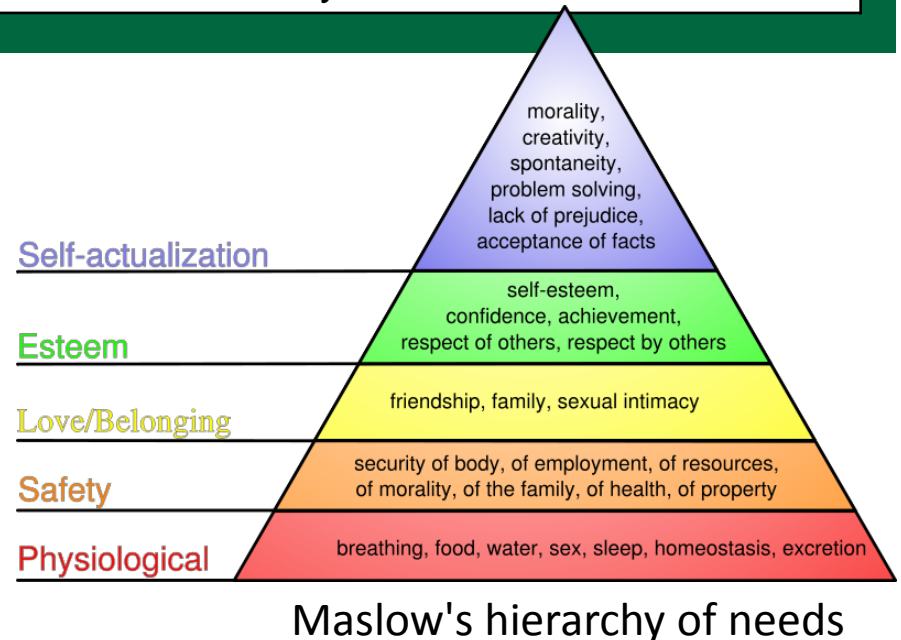 morality,
creativity,
spontaneity,
problem solving,
lack of prejudice,
acceptance of facts
Self-actualization
self-esteem,
confidence, achievement,
respect of others, respect by others
Esteem
friendship, family, sexual intimacy
Love/Belonging
security of body, of employment, of resources,
of morality, of the family, of health, of property
Safety
breathing, food, water, sex, sleep, homeostasis, excretion
Physiological
Maslow's hierarchy of needs